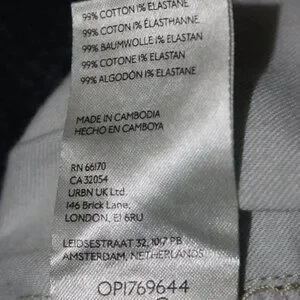 99% COTTON 1% ELASTANE
99% COTON 1% ÉLASTHANNE
99% BAUMWOLLE 1% ELASTAN
99% COTONE 1% ELASTAN
99% ALGODÓN 1% ELASTANE
MADE IN CAMBODIA
HECHO EN CAMBOYA
RN 66170
CA 32054
URBN UK Ltd.
146 Brick Lane,
LONDON, E1 6RU
LEIDSESTRAAT 32, 1017 PB
AMSTERDAM, NETHERLANDS
OP1769644